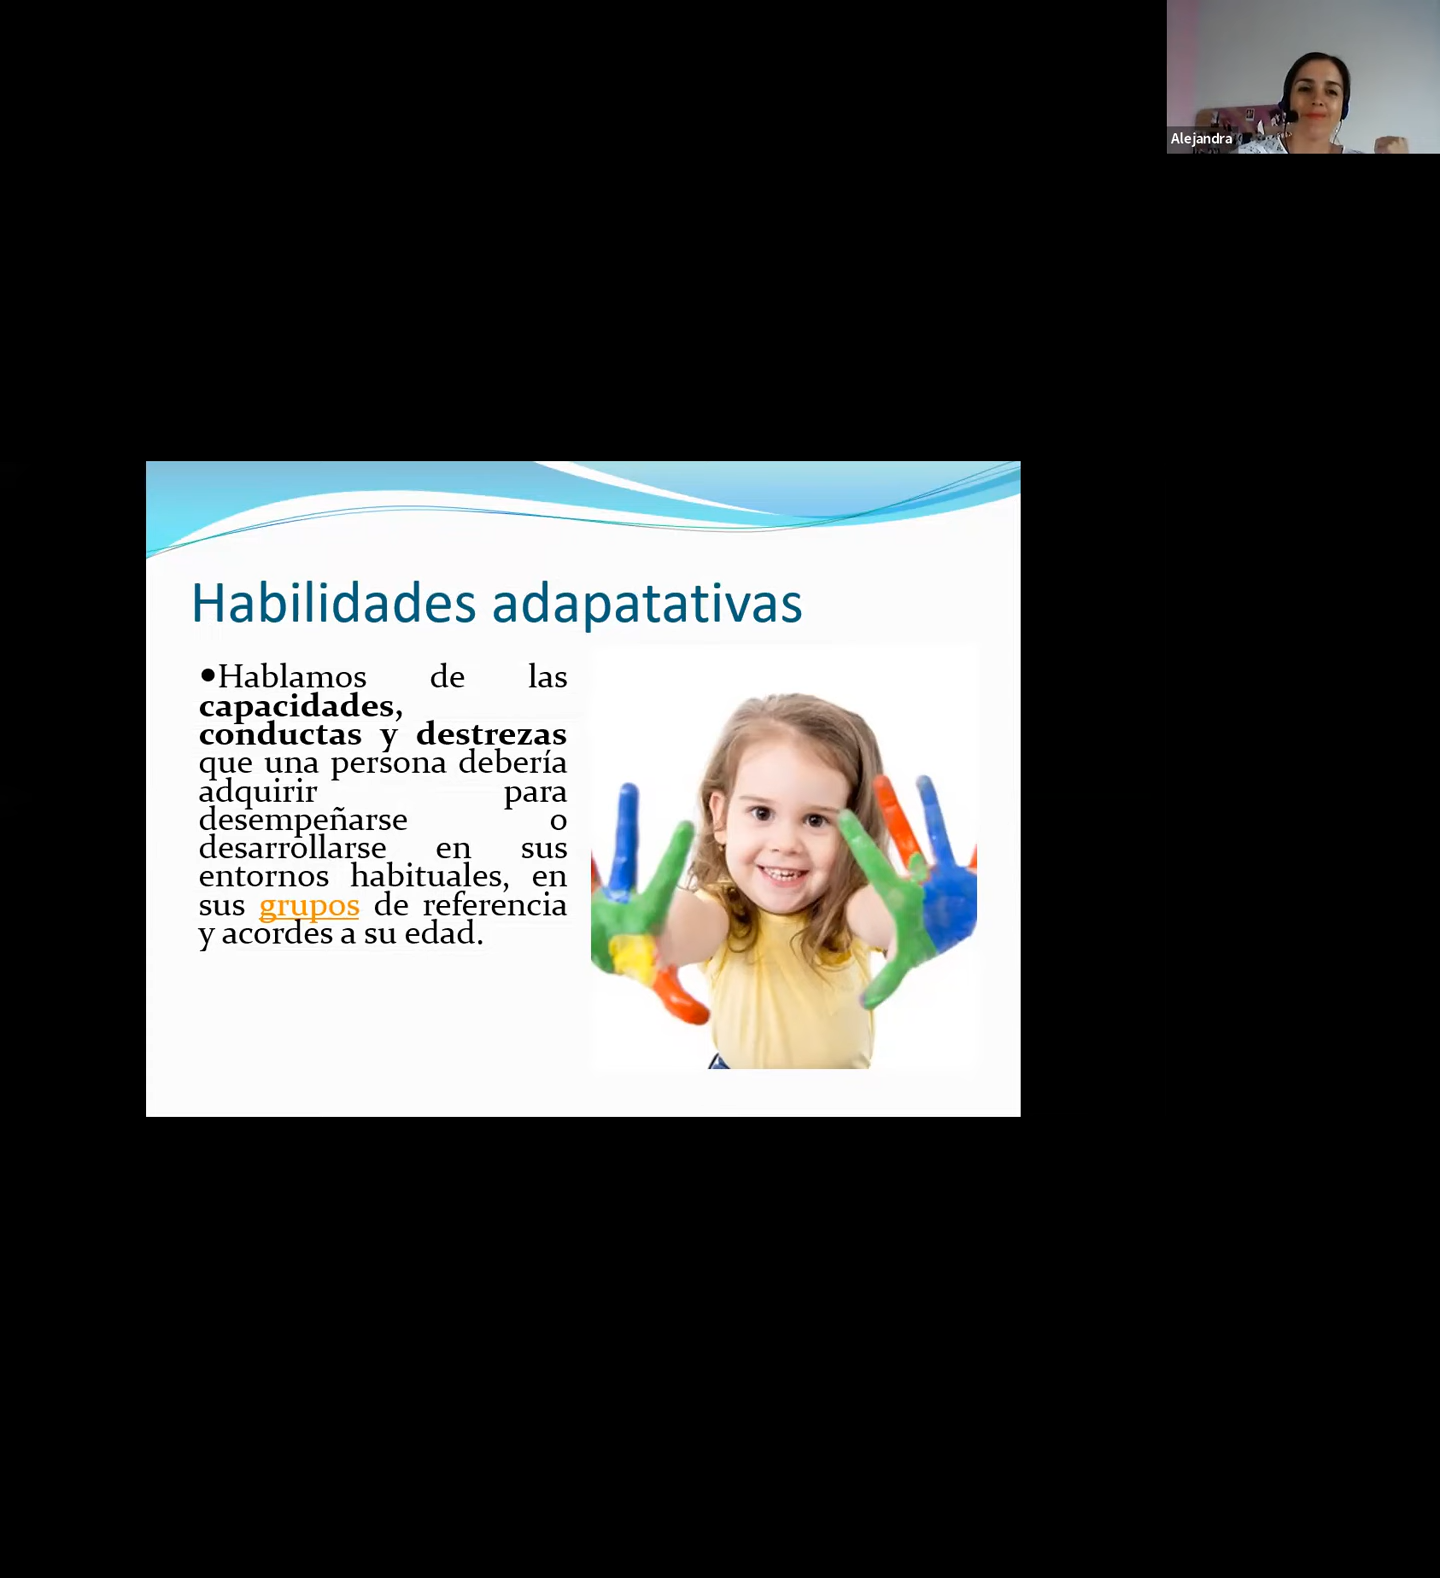 Alejandra
Habilidades adapatativas
•Hablamos de las
capacidades,
conductas y destrezas
que una persona debería
adquirir para
desempeñarse o
desarrollarse en sus
entornos habituales, en
sus grupos de referencia
y acordes a su edad.